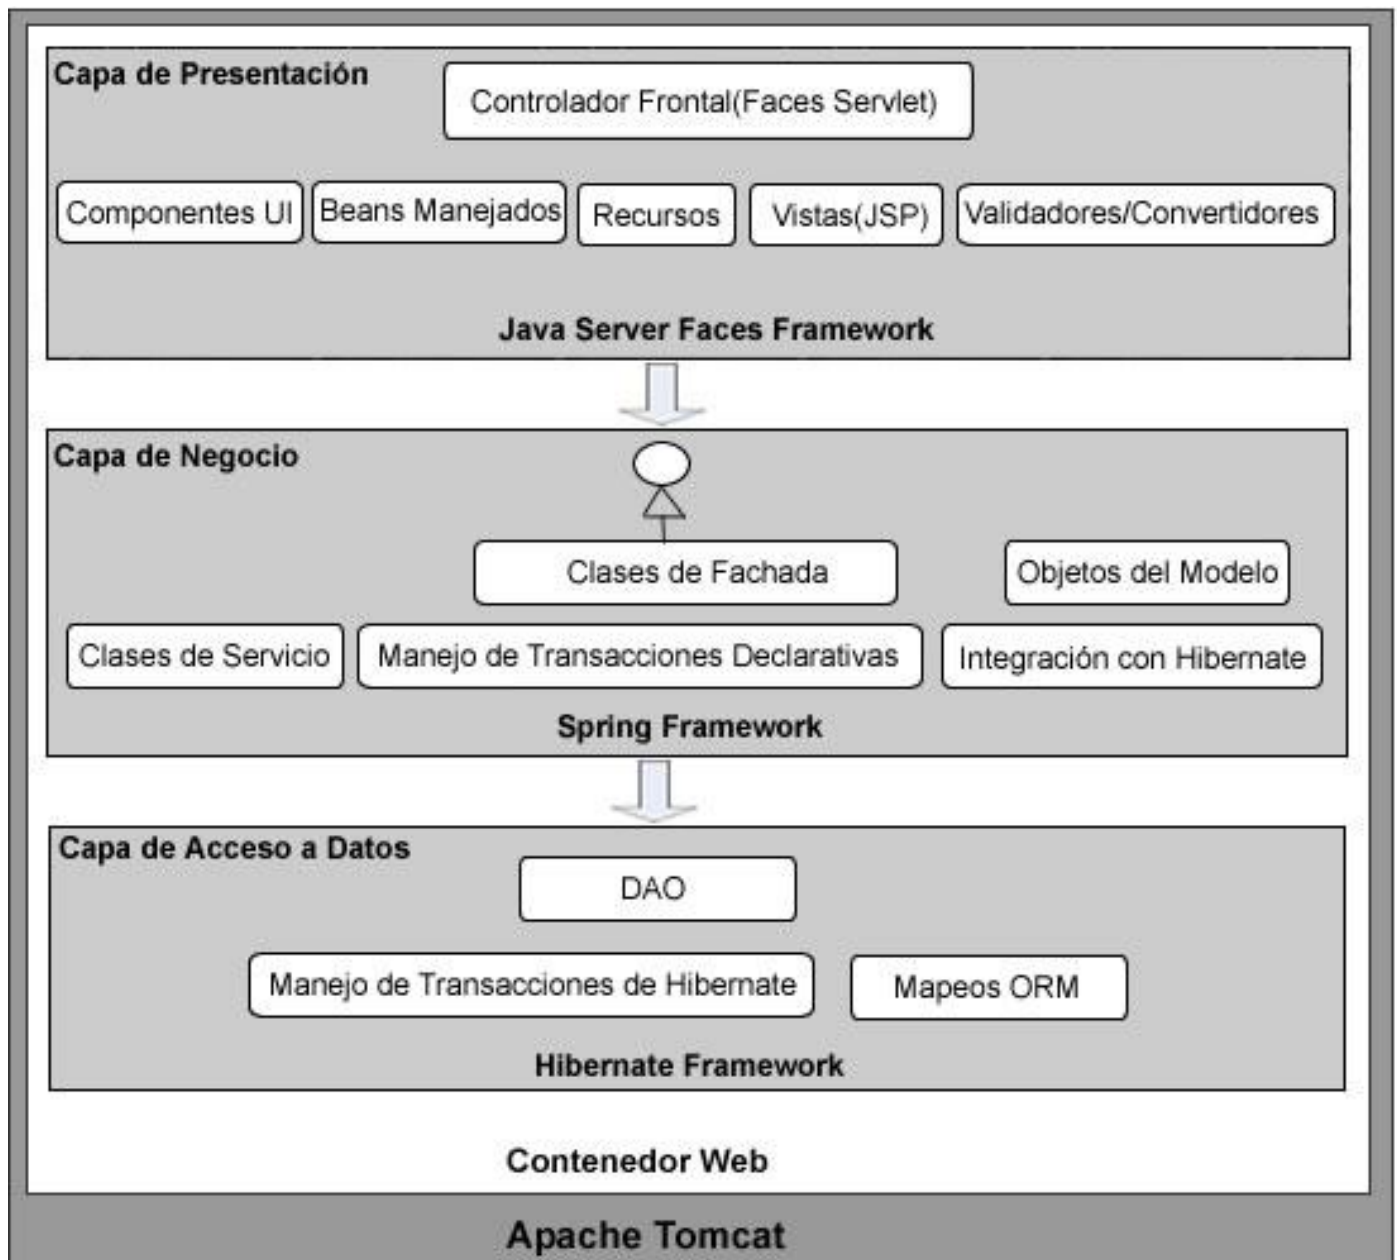 Capa de Presentación
Controlador Frontal(Faces Servlet)
Componentes UI
Beans Manejados
Recursos
Vistas(JSP)
Validadores/Convertidores
Java Server Faces Framework
Capa de Negocio
Clases de Fachada
Objetos del Modelo
Clases de Servicio
Manejo de Transacciones Declarativas
Integración con Hibernate
Spring Framework
Capa de Acceso a Datos
DAO
Manejo de Transacciones de Hibernate
Mapeos ORM
Hibernate Framework
Contenedor Web
Apache Tomcat